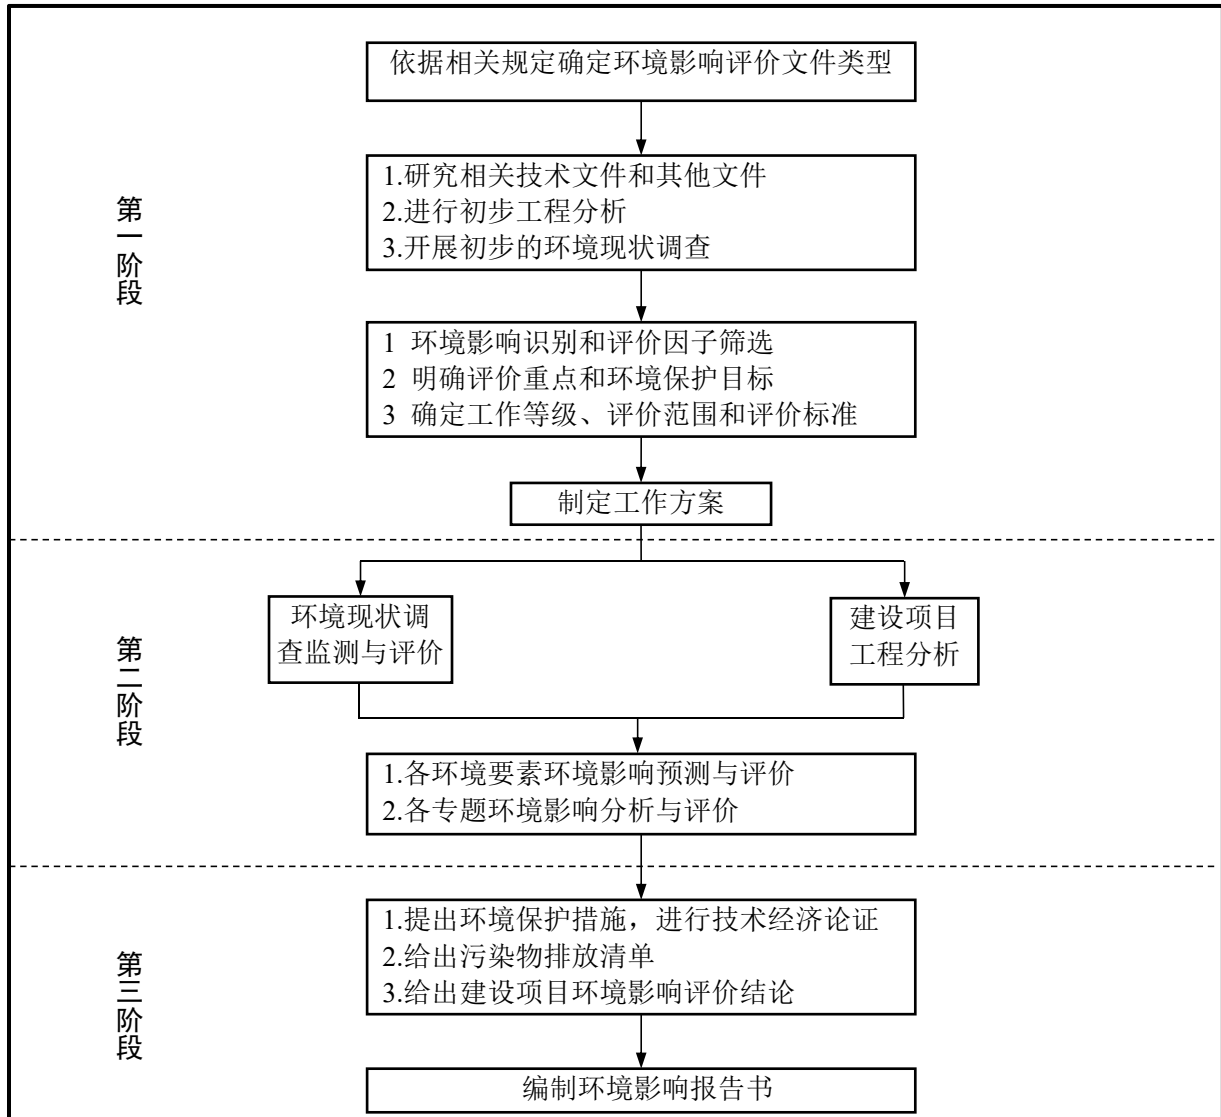 依据相关规定确定环境影响评价文件类型
1.研究相关技术文件和其他文件
2.进行初步工程分析
3.开展初步的环境现状调查
第一阶段
1 环境影响识别和评价因子筛选
2 明确评价重点和环境保护目标
3 确定工作等级、评价范围和评价标准
制定工作方案
环境现状调
查监测与评价
建设项目
工程分析
第二阶段
1.各环境要素环境影响预测与评价
2.各专题环境影响分析与评价
1.提出环境保护措施，进行技术经济论证
2.给出污染物排放清单
3.给出建设项目环境影响评价结论
第三阶段
编制环境影响报告书